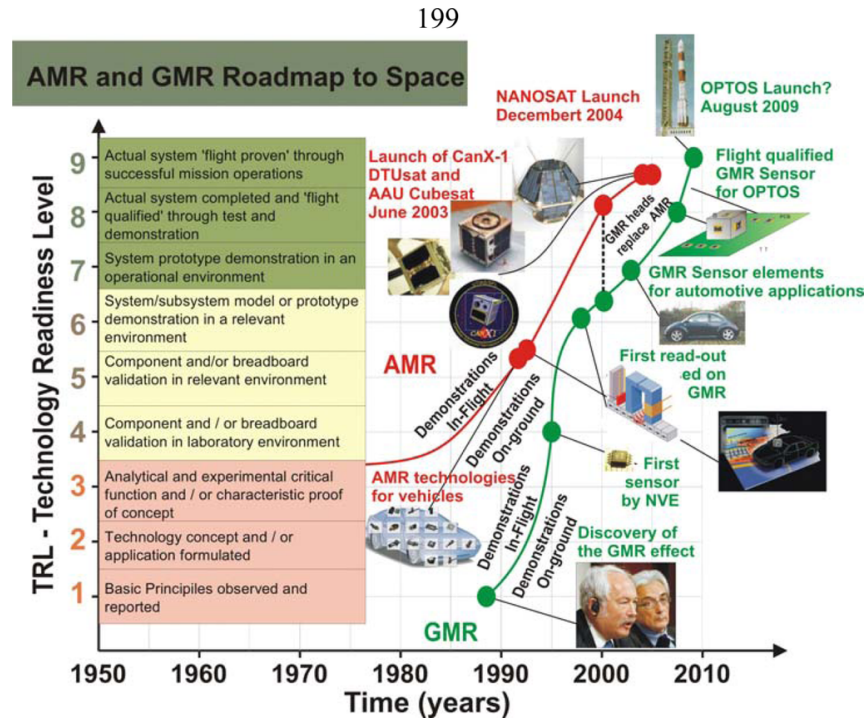 199
AMR and GMR Roadmap to Space
NANOSAT Launch
Decembert 2004
OPTOS Launch?
August 2009
TRL - Technology Readiness Level
9
Actual system 'flight proven' through
successful mission operations
8
Actual system completed and 'flight
qualified' through test and
demonstration
7
System prototype demonstration in an
operational environment
6
System/subsystem model or prototype
demonstration in a relevant
environment
5
Component and/or breadboard
validation in relevant environment
4
Component and / or breadboard
validation in laboratory environment
3
Analytical and experimental critical
function and / or characteristic proof
of concept
2
Technology concept and / or
application formulated
1
Basic Principiles observed and
reported
Launch of CanX-1
DTUsat and
AAU Cubesat
June 2003
Flight qualified
GMR Sensor
for OPTOS
GMR heads
replace AMR
GMR Sensor elements
for automotive applications
CANX1
AMR
First read-out
sed on
GMR
Demonstrations
In-Flight
Demonstrations
On-ground
AMR technologies
for vehicles
First
sensor
by NVE
Demonstrations
In-Flight
Demonstrations
On-ground
Discovery of
the GMR effect
GMR
1950
1960
1970
1980
1990
2000
2010
Time (years)